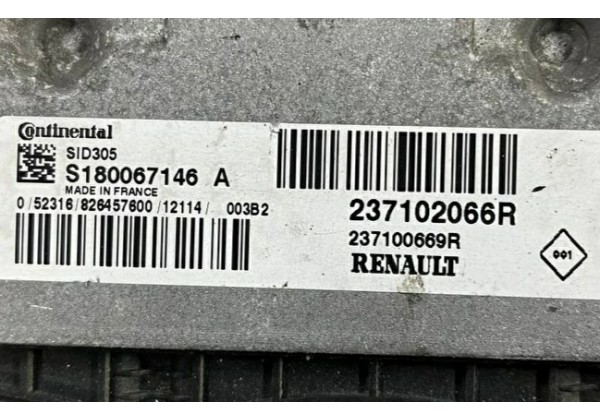 Continental
SID305
S180067146 A
MADE IN FRANCE
0/52316/826457600/12114/ 003B2
237102066R
237100669R
RENAULT
001